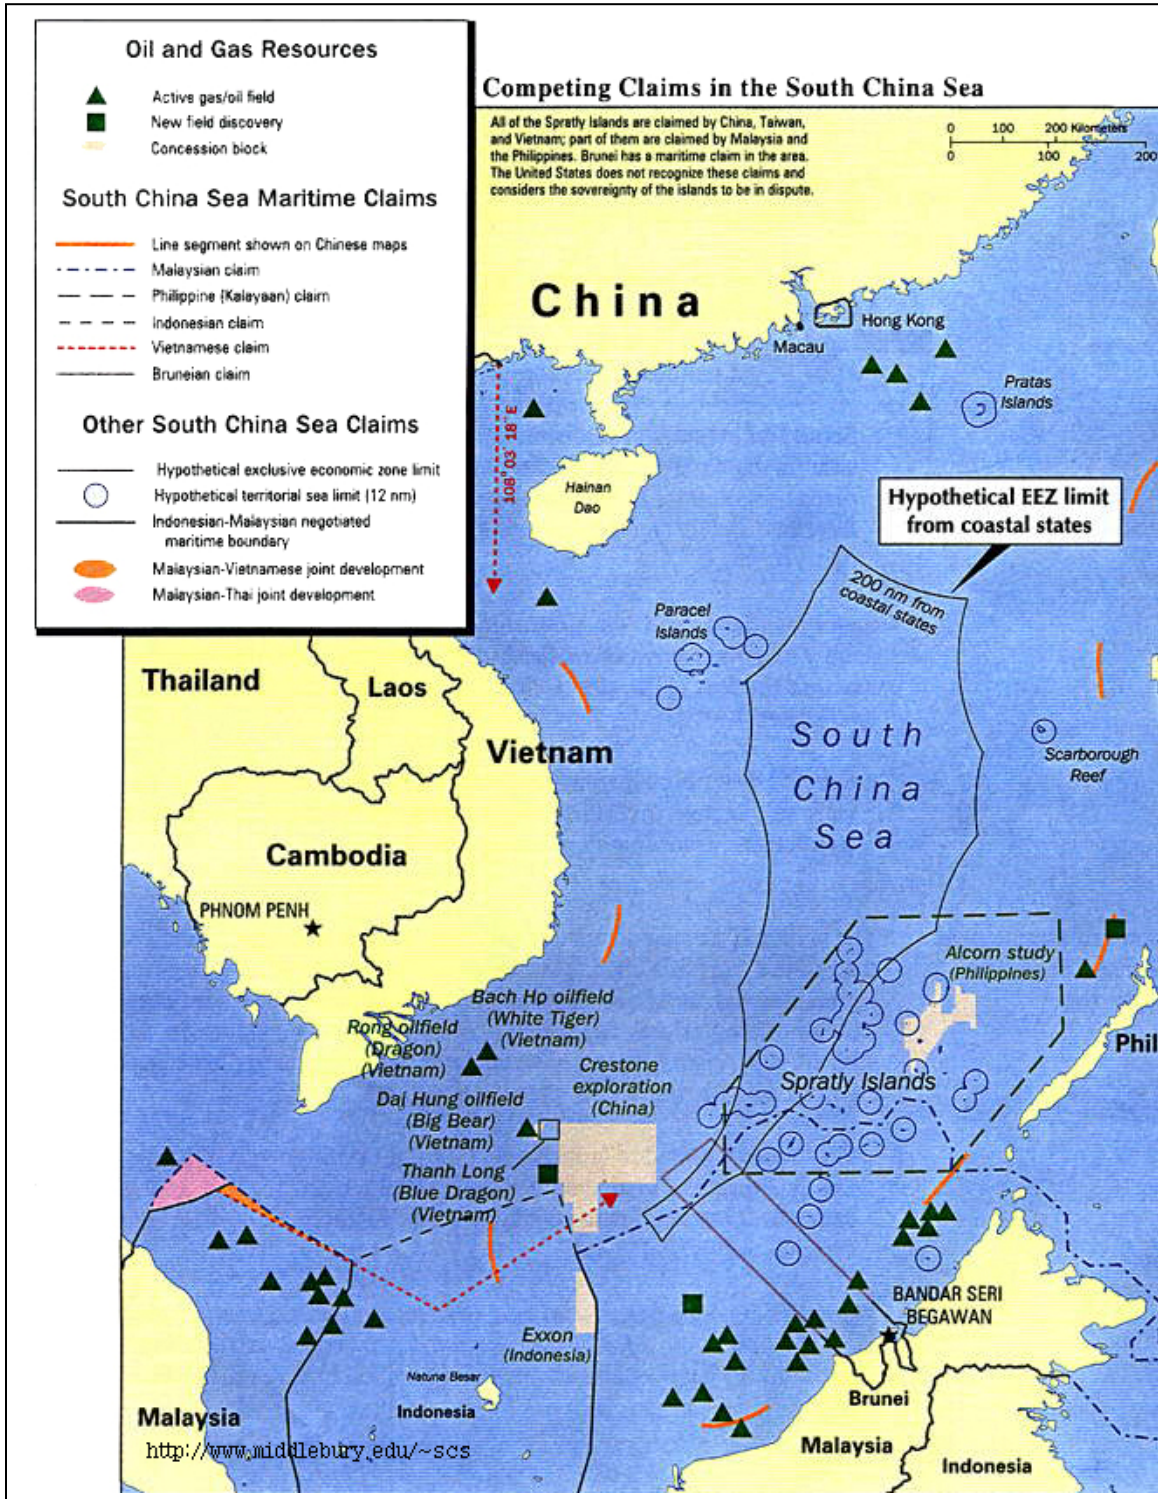 Oil and Gas Resources
Active gas/oil field
New field discovery
Concession block
South China Sea Maritime Claims
Line segment shown on Chinese maps
Malaysian claim
Philippine (Kalayaan) claim
Indonesian claim
Vietnamese claim
Bruneian claim
Other South China Sea Claims
Hypothetical exclusive economic zone limit
Hypothetical territorial sea limit (12 nm)
Indonesian-Malaysian negotiated
maritime boundary
Malaysian-Vietnamese joint development
Malaysian-Thai joint development
Competing Claims in the South China Sea
All of the Spratly Islands are claimed by China, Taiwan,
and Vietnam; part of them are claimed by Malaysia and
the Philippines. Brunei has a maritime claim in the area.
The United States does not recognize these claims and
considers the sovereignty of the islands to be in dispute.
0 100 200 Kilometers
0 100 200
China
Hong Kong
Macau
Pratas
Islands
108° 03' 18" E
Hainan
Dao
Hypothetical EEZ limit
from coastal states
200 nm from
coastal states
Paracel
Islands
Thailand
Laos
Vietnam
South
China
Sea
Scarborough
Reef
Cambodia
PHNOM PENH
Alcorn study
(Philippines)
Bach Ho oilfield
(White Tiger)
(Vietnam)
Rong oilfield
(Dragon)
(Vietnam)
Phil
Crestone
exploration
(China)
Spratly Islands
Dai Hung oilfield
(Big Bear)
(Vietnam)
Thanh Long
(Blue Dragon)
(Vietnam)
BANDAR SERI
BEGAWAN
Exxon
(Indonesia)
Natuna Besar
Indonesia
Brunei
Malaysia
http://www.middlebury.edu/~scs
Malaysia
Indonesia